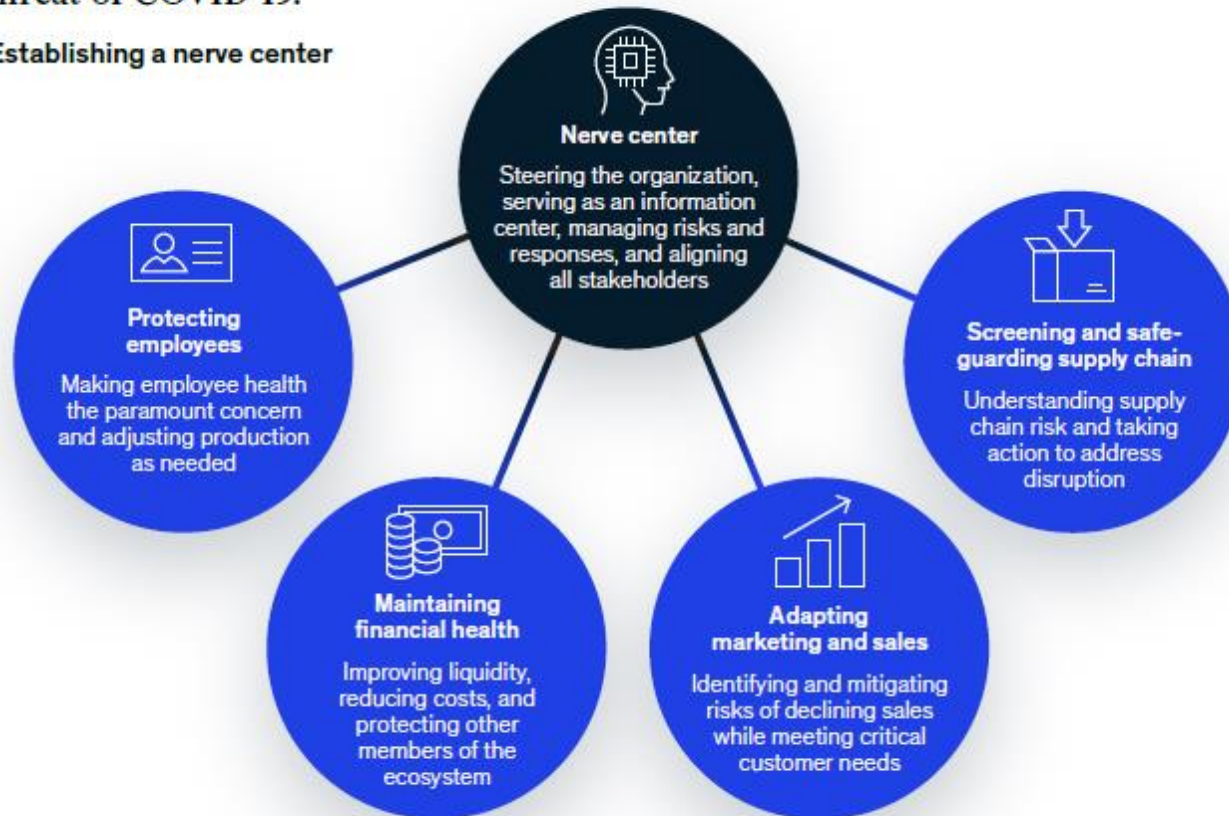 threat of COVID-19.
Establishing a nerve center
Nerve center
Steering the organization,
serving as an information
center, managing risks and
responses, and aligning
all stakeholders
Protecting
employees
Making employee health
the paramount concern
and adjusting production
as needed
Maintaining
financial health
Improving liquidity,
reducing costs, and
protecting other
members of the
ecosystem
Adapting
marketing and sales
Identifying and mitigating
risks of declining sales
while meeting critical
customer needs
Screening and safe-
guarding supply chain
Understanding supply
chain risk and taking
action to address
disruption